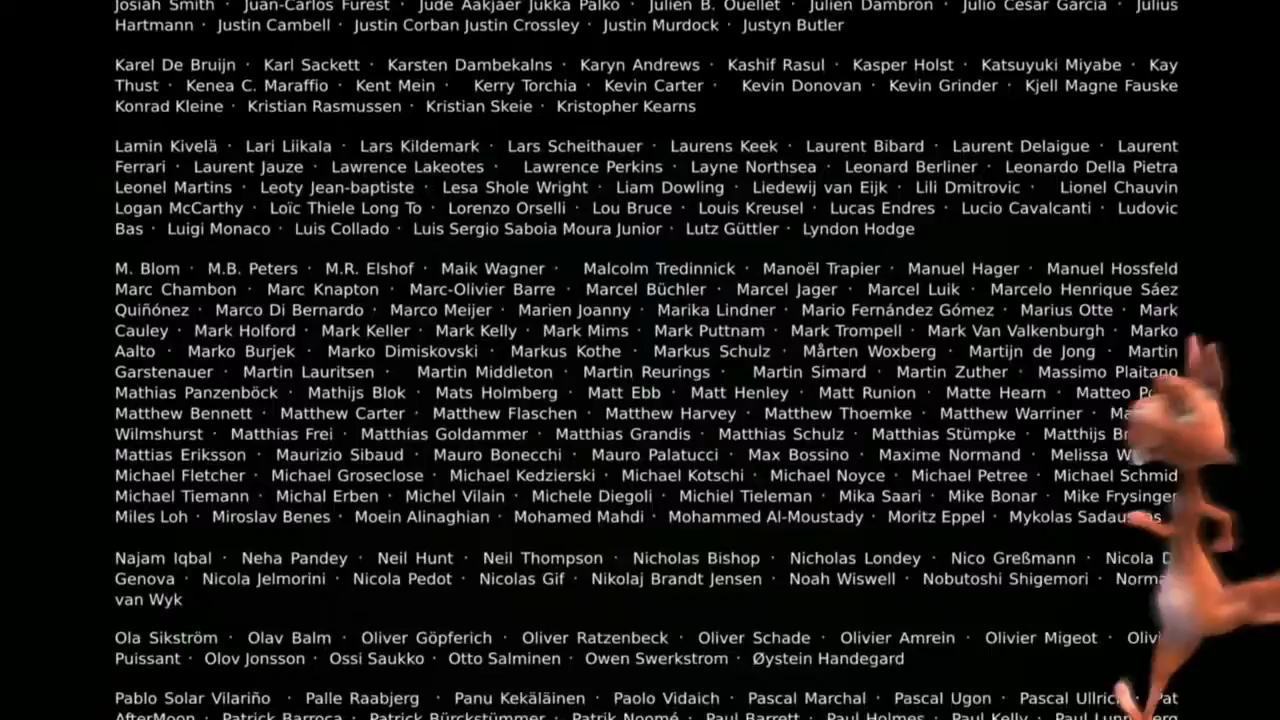 Josiah Smith · Juan-Carlos Furest · Jude Aakjaer Jukka Palko · Julien B. Ouellet · Julien Dambron · Julio Cesar Garcia · Julius
Hartmann · Justin Cambell · Justin Corban Justin Crossley · Justin Murdock · Justyn Butler
Karel De Bruijn · Karl Sackett · Karsten Dambekalns · Karyn Andrews · Kashif Rasul · Kasper Holst · Katsuyuki Miyabe · Kay
Thust · Kenea C. Maraffio · Kent Mein · Kerry Torchia · Kevin Carter · Kevin Donovan · Kevin Grinder · Kjell Magne Fauske
Konrad Kleine · Kristian Rasmussen · Kristian Skeie · Kristopher Kearns
Lamin Kivelä · Lari Liikala · Lars Kildemark · Lars Scheithauer · Laurens Keek · Laurent Bibard · Laurent Delaigue · Laurent
Ferrari · Laurent Jauze · Lawrence Lakeotes · Lawrence Perkins · Layne Northsea · Leonard Berliner · Leonardo Della Pietra
Leonel Martins · Leoty Jean-baptiste · Lesa Shole Wright · Liam Dowling · Liedewij van Eijk · Lili Dmitrovic · Lionel Chauvin
Logan McCarthy · Loïc Thiele Long To · Lorenzo Orselli · Lou Bruce · Louis Kreusel · Lucas Endres · Lucio Cavalcanti · Ludovic
Bas · Luigi Monaco · Luis Collado · Luis Sergio Saboia Moura Junior · Lutz Güttler · Lyndon Hodge
M. Blom · M.B. Peters · M.R. Elshof · Maik Wagner · Malcolm Tredinnick · Manoël Trapier · Manuel Hager · Manuel Hossfeld
Marc Chambon · Marc Knapton · Marc-Olivier Barre · Marcel Büchler · Marcel Jager · Marcel Luik · Marcelo Henrique Sáez
Quiñónez · Marco Di Bernardo · Marco Meijer · Marien Joanny · Marika Lindner · Mario Fernández Gómez · Marius Otte · Mark
Cauley · Mark Holford · Mark Keller · Mark Kelly · Mark Mims · Mark Puttnam · Mark Trompell · Mark Van Valkenburgh · Marko
Aalto · Marko Burjek · Marko Dimiskovski · Markus Kothe · Markus Schulz · Mårten Woxberg · Martijn de Jong · Martin
Garstenauer · Martin Lauritsen · Martin Middleton · Martin Reurings · Martin Simard · Martin Zuther · Massimo Plaitano
Mathias Panzenböck · Mathijs Blok · Mats Holmberg · Matt Ebb · Matt Henley · Matt Runion · Matte Hearn · Matteo
Matthew Bennett · Matthew Carter · Matthew Flaschen · Matthew Harvey · Matthew Thoemke · Matthew Warriner ·
Wilmshurst · Matthias Frei · Matthias Goldammer · Matthias Grandis · Matthias Schulz · Matthias Stümpke · Matthijs
Mattias Eriksson · Maurizio Sibaud · Mauro Bonecchi · Mauro Palatucci · Max Bossino · Maxime Normand · Melissa
Michael Fletcher · Michael Groseclose · Michael Kedzierski · Michael Kotschi · Michael Noyce · Michael Petree · Michael Schmid
Michael Tiemann · Michal Erben · Michel Vilain · Michele Diegoli · Michiel Tieleman · Mika Saari · Mike Bonar · Mike Frysinger
Miles Loh · Miroslav Benes · Moein Alinaghian · Mohamed Mahdi · Mohammed Al-Moustady · Moritz Eppel · Mykolas
Najam Iqbal · Neha Pandey · Neil Hunt · Neil Thompson · Nicholas Bishop · Nicholas Londey · Nico Greßmann · Nicola
Genova · Nicola Jelmorini · Nicola Pedot · Nicolas Gif · Nikolaj Brandt Jensen · Noah Wiswell · Nobutoshi Shigemori ·
van Wyk
Ola Sikström · Olav Balm · Oliver Göpferich · Oliver Ratzenbeck · Oliver Schade · Olivier Amrein · Olivier Migeot ·
Puissant · Olov Jonsson · Ossi Saukko · Otto Salminen · Owen Swerkstrom · Øystein Handegard
Pablo Solar Vilariño · Palle Raabjerg · Panu Kekäläinen · Paolo Vidaich · Pascal Marchal · Pascal Ugon · Pascal Ullrich · Pat
AfterMoon · Patrick Barroca · Patrick Bürckstümmer · Patrik Noomé · Paul Barrett · Paul Holmes · Paul Kelly · Paul